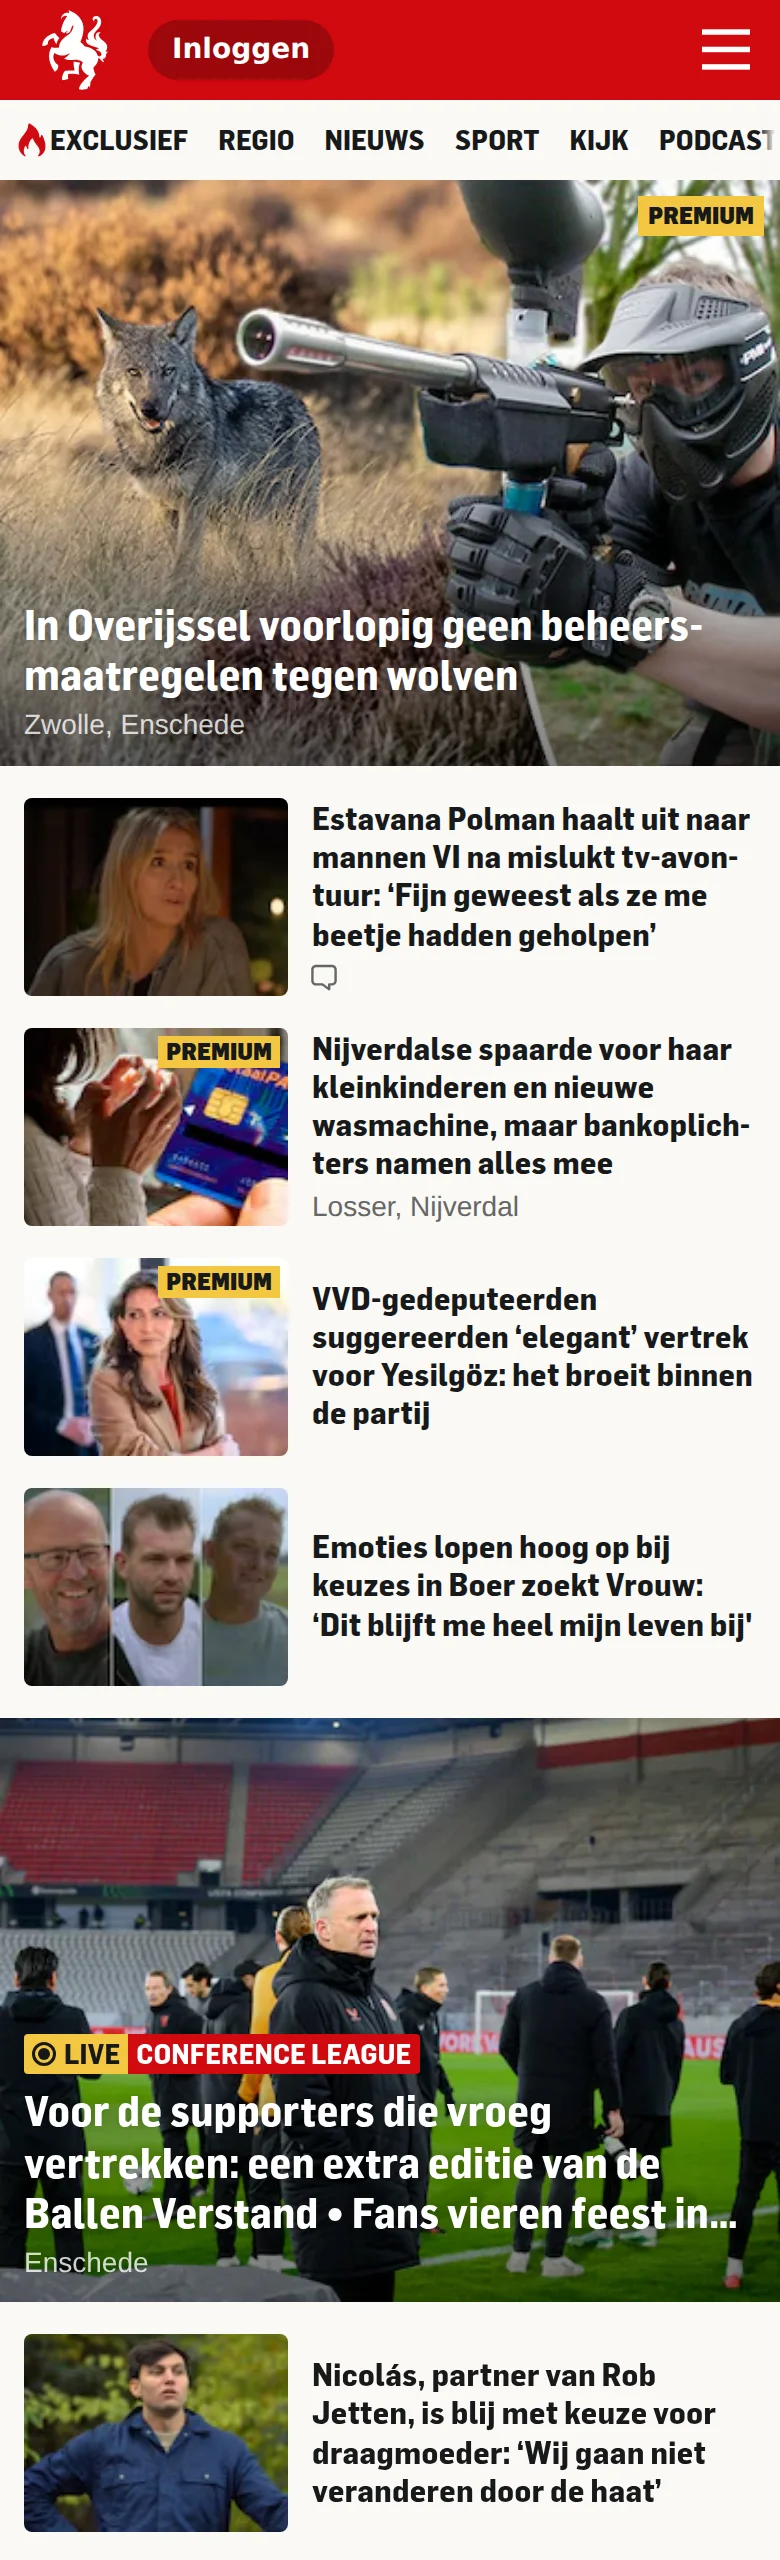 Inloggen
EXCLUSIEF REGIO NIEUWS SPORT KIJK PODCAST
PREMIUM
In Overijssel voorlopig geen beheers-
maatregelen tegen wolven
Zwolle, Enschede
Estavana Polman haalt uit naar
mannen VI na mislukt tv-avon-
tuur: ‘Fijn geweest als ze me
beetje hadden geholpen’
PREMIUM
Nijverdalse spaarde voor haar
kleinkinderen en nieuwe
wasmachine, maar bankoplich-
ters namen alles mee
Losser, Nijverdal
PREMIUM
VVD-gedeputeerden
suggereerden ‘elegant’ vertrek
voor Yesilgöz: het broeit binnen
de partij
Emoties lopen hoog op bij
keuzes in Boer zoekt Vrouw:
‘Dit blijft me heel mijn leven bij'
LIVE CONFERENCE LEAGUE
Voor de supporters die vroeg
vertrekken: een extra editie van de
Ballen Verstand • Fans vieren feest in...
Enschede
Nicolás, partner van Rob
Jetten, is blij met keuze voor
draagmoeder: ‘Wij gaan niet
veranderen door de haat’